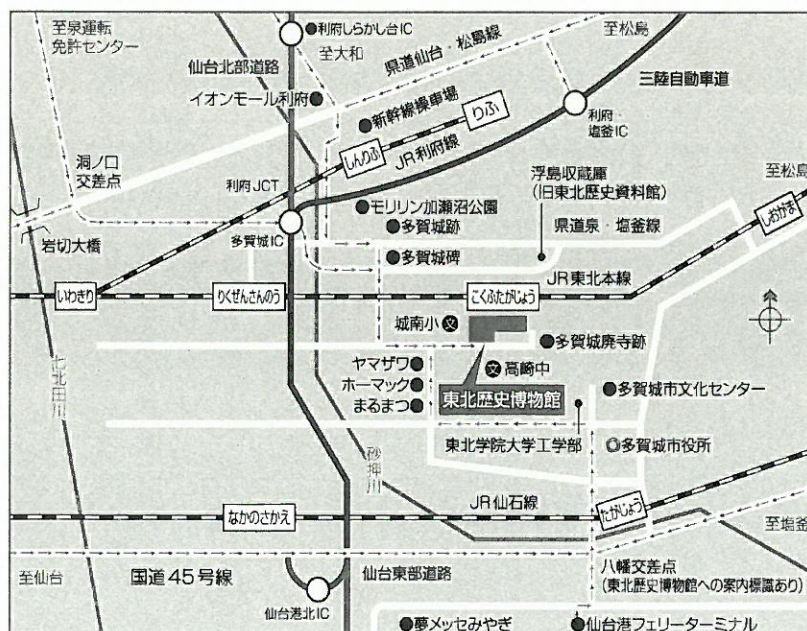 至泉運転
免許センター
利府しらかし台IC
至大和
仙台北部道路
イオンモール利府
県道仙台・松島線
至松島
三陸自動車道
新幹線操車場
りふ
しんりふ
JR利府線
利府・
塩釜IC
洞ノ口
交差点
利府JCT
浮島収蔵庫
(旧東北歴史資料館)
至松島
モリリン加瀬沼公園
多賀城跡
県道泉・塩釜線
しおがま
岩切大橋
多賀城IC
多賀城碑
JR東北本線
いわきり
りくぜんさんのう
こくふたがじょう
城南小
文
多賀城廃寺跡
ヤマザワ
文
高崎中
ホーマック
まるまつ
東北歴史博物館
多賀城市文化センター
七北田川
東北学院大学工学部
多賀城市役所
砂押川
JR仙石線
なかのさかえ
たがじょう
至塩釜
至仙台
国道45号線
仙台東部道路
八幡交差点
(東北歴史博物館への案内標識あり)
仙台港北IC
夢メッセみやぎ
仙台港フェリーターミナル